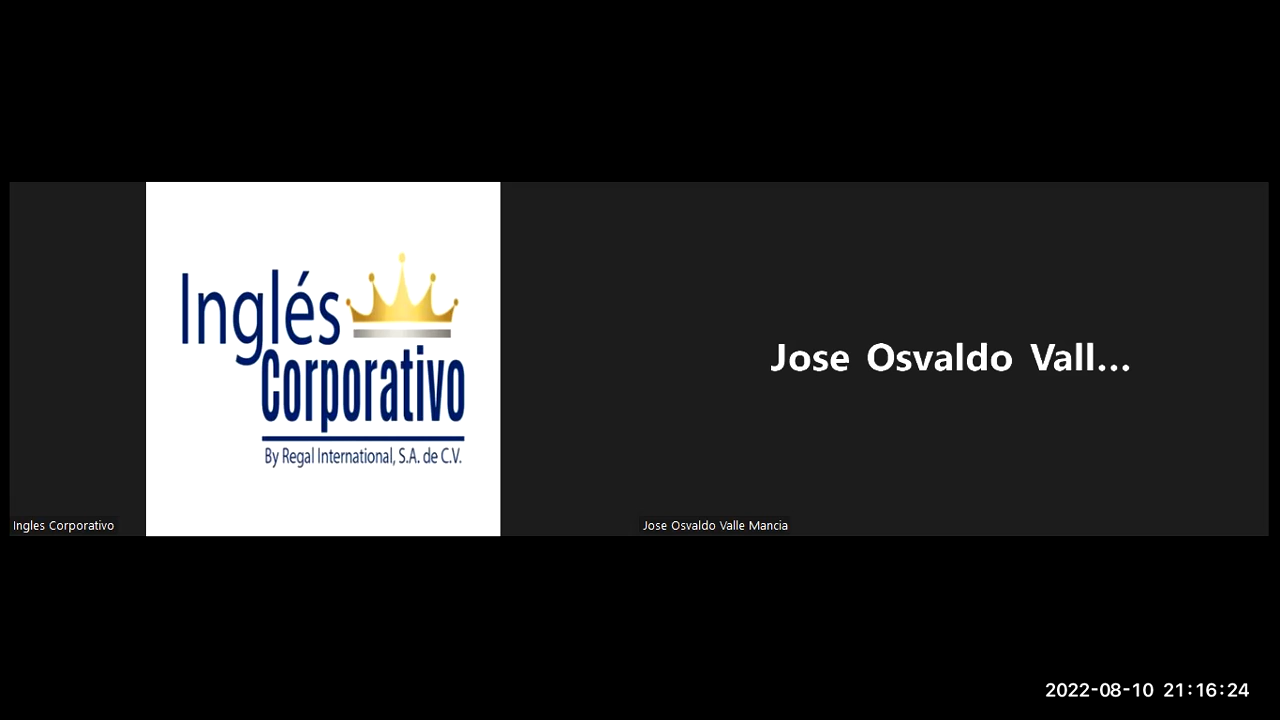 Inglés
Corporativo
By Regal International, S.A. de C.V.
Ingles Corporativo
Jose Osvaldo Vall...
Jose Osvaldo Valle Mancia
2022-08-10 21:16:24